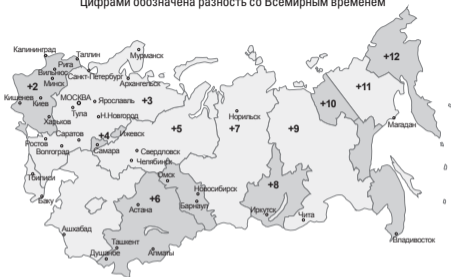 Цифрами обозначена разность со Всемирным временем
+12
Калининград
Таллин
Мурманск
Рига
Вильнюс
Санкт-Петербург
+2
Минск
Архангельск
+11
МОСКВА
Ярославль
+3
Кишенев
Киев
Тула
+10
Н.Новгород
Норильск
Харьков
+4
Ижевск
+5
+7
+9
Магадан
Саратов
Ростов
Самара
Свердловск
Волгоград
Челябинск
Тбилиси
Омск
Новосибирск
+8
Баку
+6
Барнаул
Астана
Иркутск
Чита
Ашхабад
Ташкент
Владивосток
Душанбе
Алматы